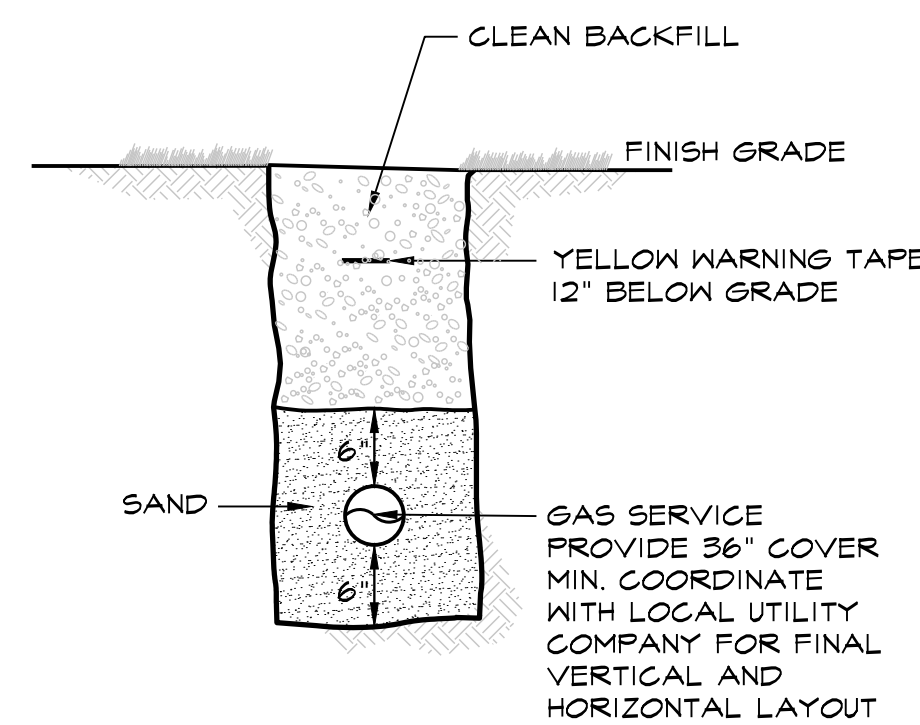 CLEAN BACKFILL
FINISH GRADE
YELLOW WARNING TAPE
12" BELOW GRADE
6"
SAND
GAS SERVICE
PROVIDE 36" COVER
MIN. COORDINATE
WITH LOCAL UTILITY
COMPANY FOR FINAL
VERTICAL AND
HORIZONTAL LAYOUT
6"